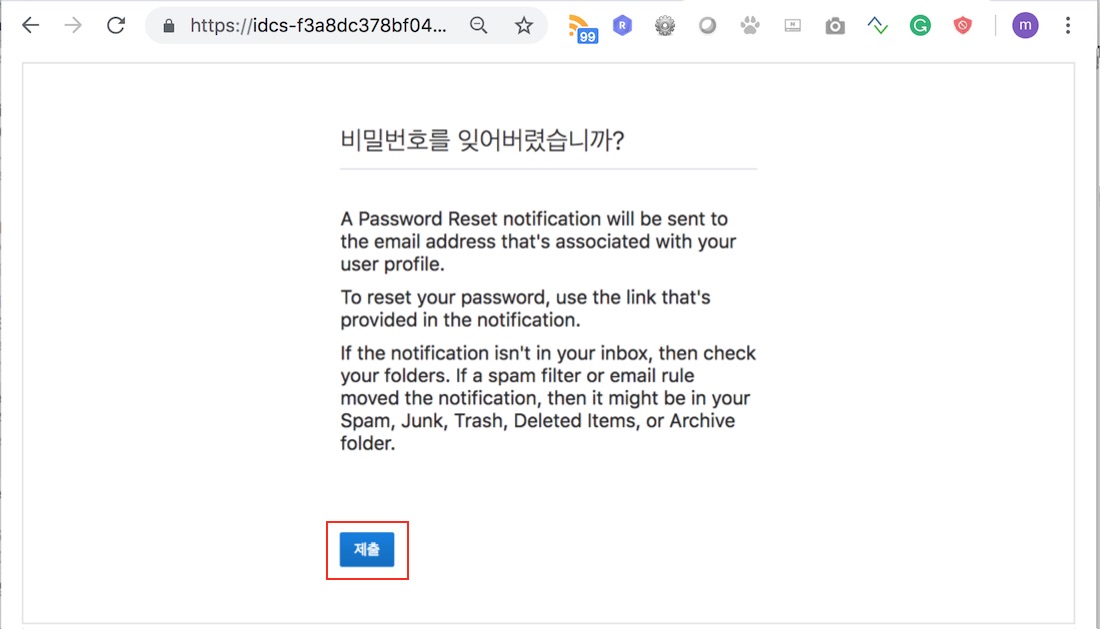 https://idcs-f3a8dc378bf04...
99
R
N
G
m
비밀번호를 잊어버렸습니까?
A Password Reset notification will be sent to
the email address that's associated with your
user profile.
To reset your password, use the link that's
provided in the notification.
If the notification isn't in your inbox, then check
your folders. If a spam filter or email rule
moved the notification, then it might be in your
Spam, Junk, Trash, Deleted Items, or Archive
folder.
제출